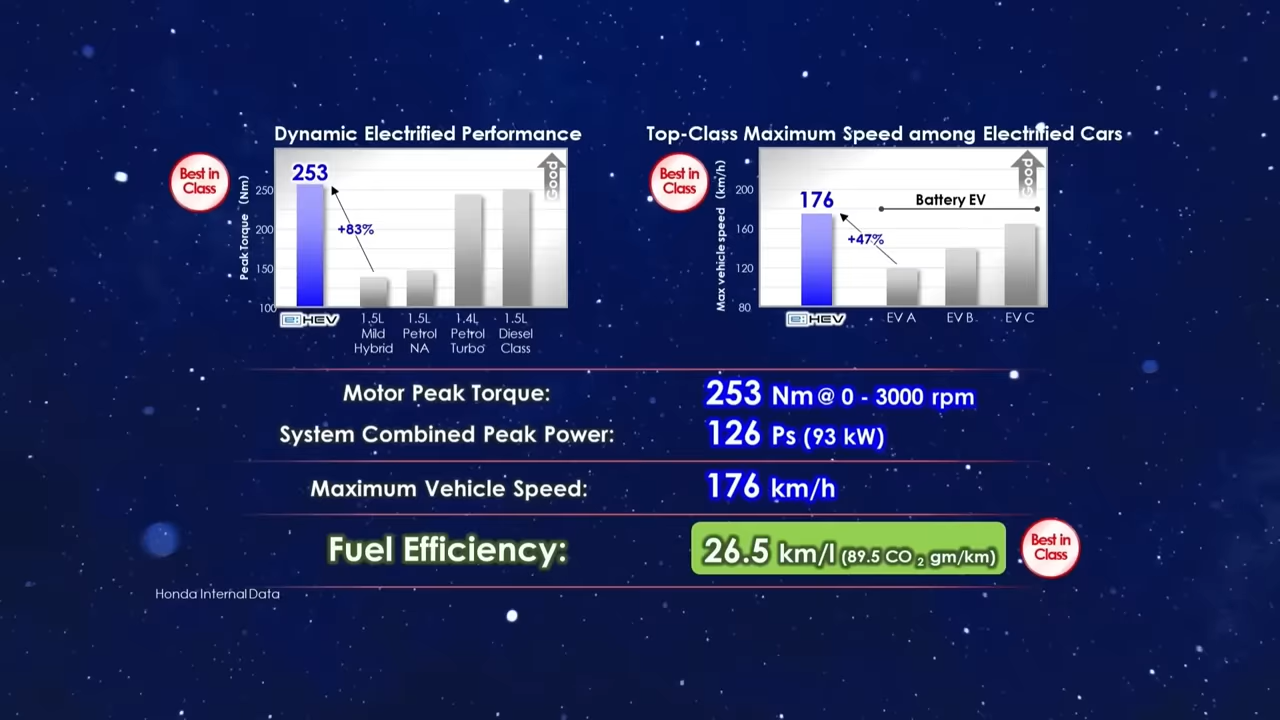 Dynamic Electrified Performance
Best in
Class
Peak Torque (Nm)
250
200
150
100
253
+83%
Good
e:HEV
1.5L
Mild
Hybrid
1.5L
Petrol
NA
1.4L
Petrol
Turbo
1.5L
Diesel
Class
Top-Class Maximum Speed among Electrified Cars
Best in
Class
Max vehicle speed (km/h)
200
160
120
80
176
+47%
Battery EV
Good
e:HEV
EV A
EV B
EV C
Motor Peak Torque: 253 Nm @ 0 - 3000 rpm
System Combined Peak Power: 126 Ps (93 kW)
Maximum Vehicle Speed: 176 km/h
Fuel Efficiency: 26.5 km/l (89.5 CO2 gm/km)
Best in
Class
Honda Internal Data